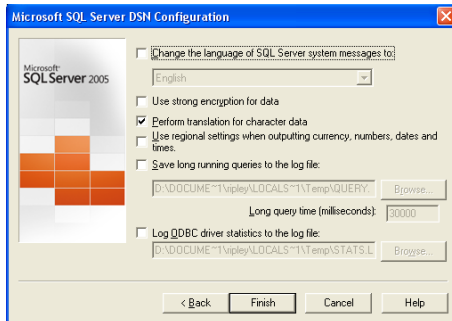 Microsoft SQL Server DSN Configuration
Microsoft
SQL Server 2005
Change the language of SQL Server system messages to:
English
Use strong encryption for data
Perform translation for character data
Use regional settings when outputting currency, numbers, dates and
times.
Save long running queries to the log file:
D:\DOCUME~1\ripley\LOCALS~1\Temp\QUERY.
Browse...
Long query time (milliseconds):
30000
Log ODBC driver statistics to the log file:
D:\DOCUME~1\ripley\LOCALS~1\Temp\STATS.L
Browse...
< Back
Finish
Cancel
Help